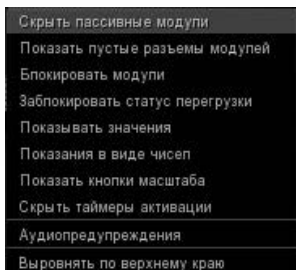 Скрыть пассивные модули
Показать пустые разъемы модулей
Блокировать модули
Заблокировать статус перегрузки
Показывать значения
Показания в виде чисел
Показать кнопки масштаба
Скрыть таймеры активации
Аудиопредупреждения
Выровнять по верхнему краю